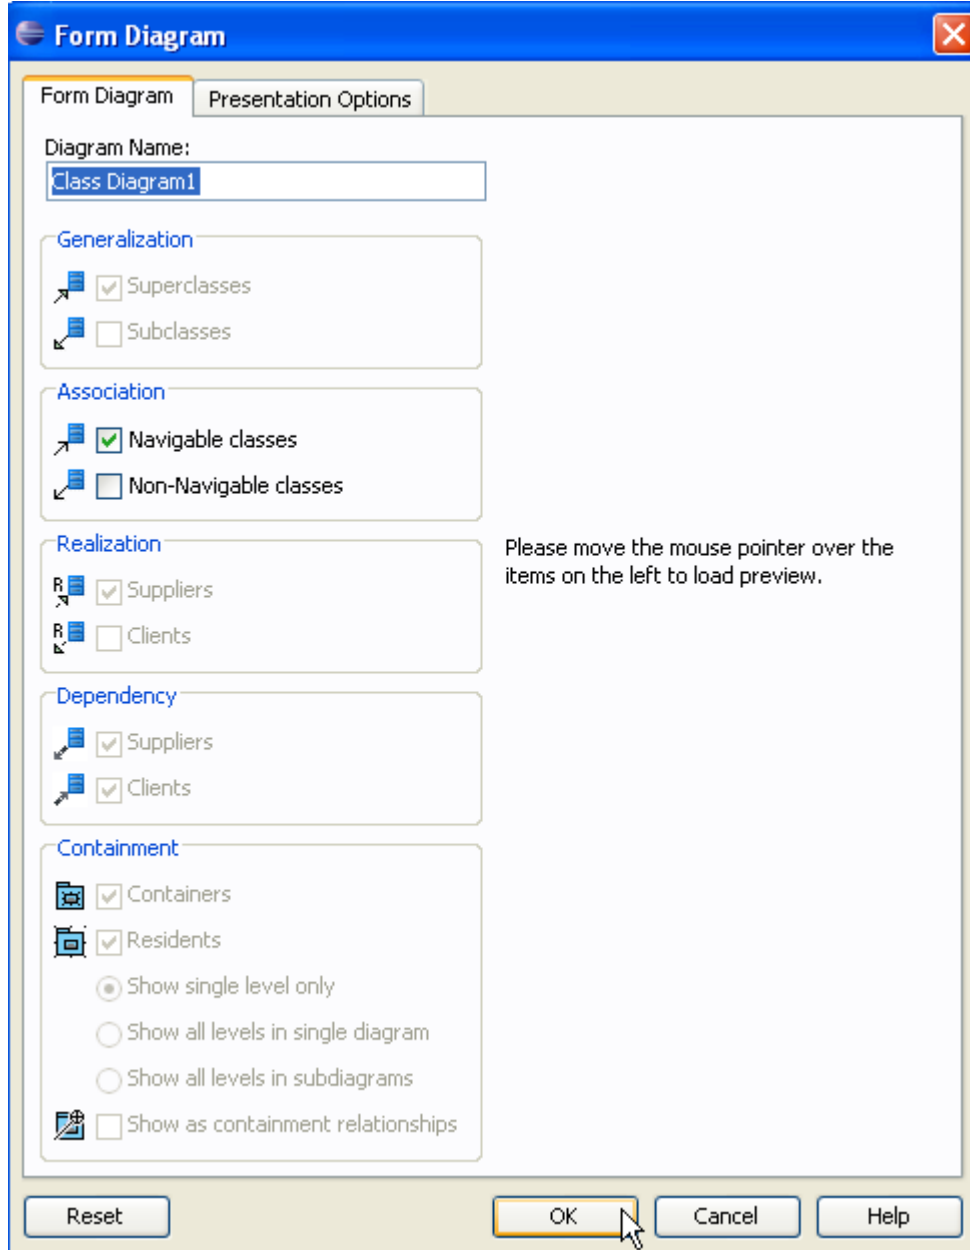 Form Diagram
Form Diagram
Presentation Options
Diagram Name:
Class Diagram1
Generalization
Superclasses
Subclasses
Association
Navigable classes
Non-Navigable classes
Realization
R
Suppliers
R
Clients
Please move the mouse pointer over the
items on the left to load preview.
Dependency
Suppliers
Clients
Containment
Containers
Residents
Show single level only
Show all levels in single diagram
Show all levels in subdiagrams
Show as containment relationships
Reset
OK
Cancel
Help